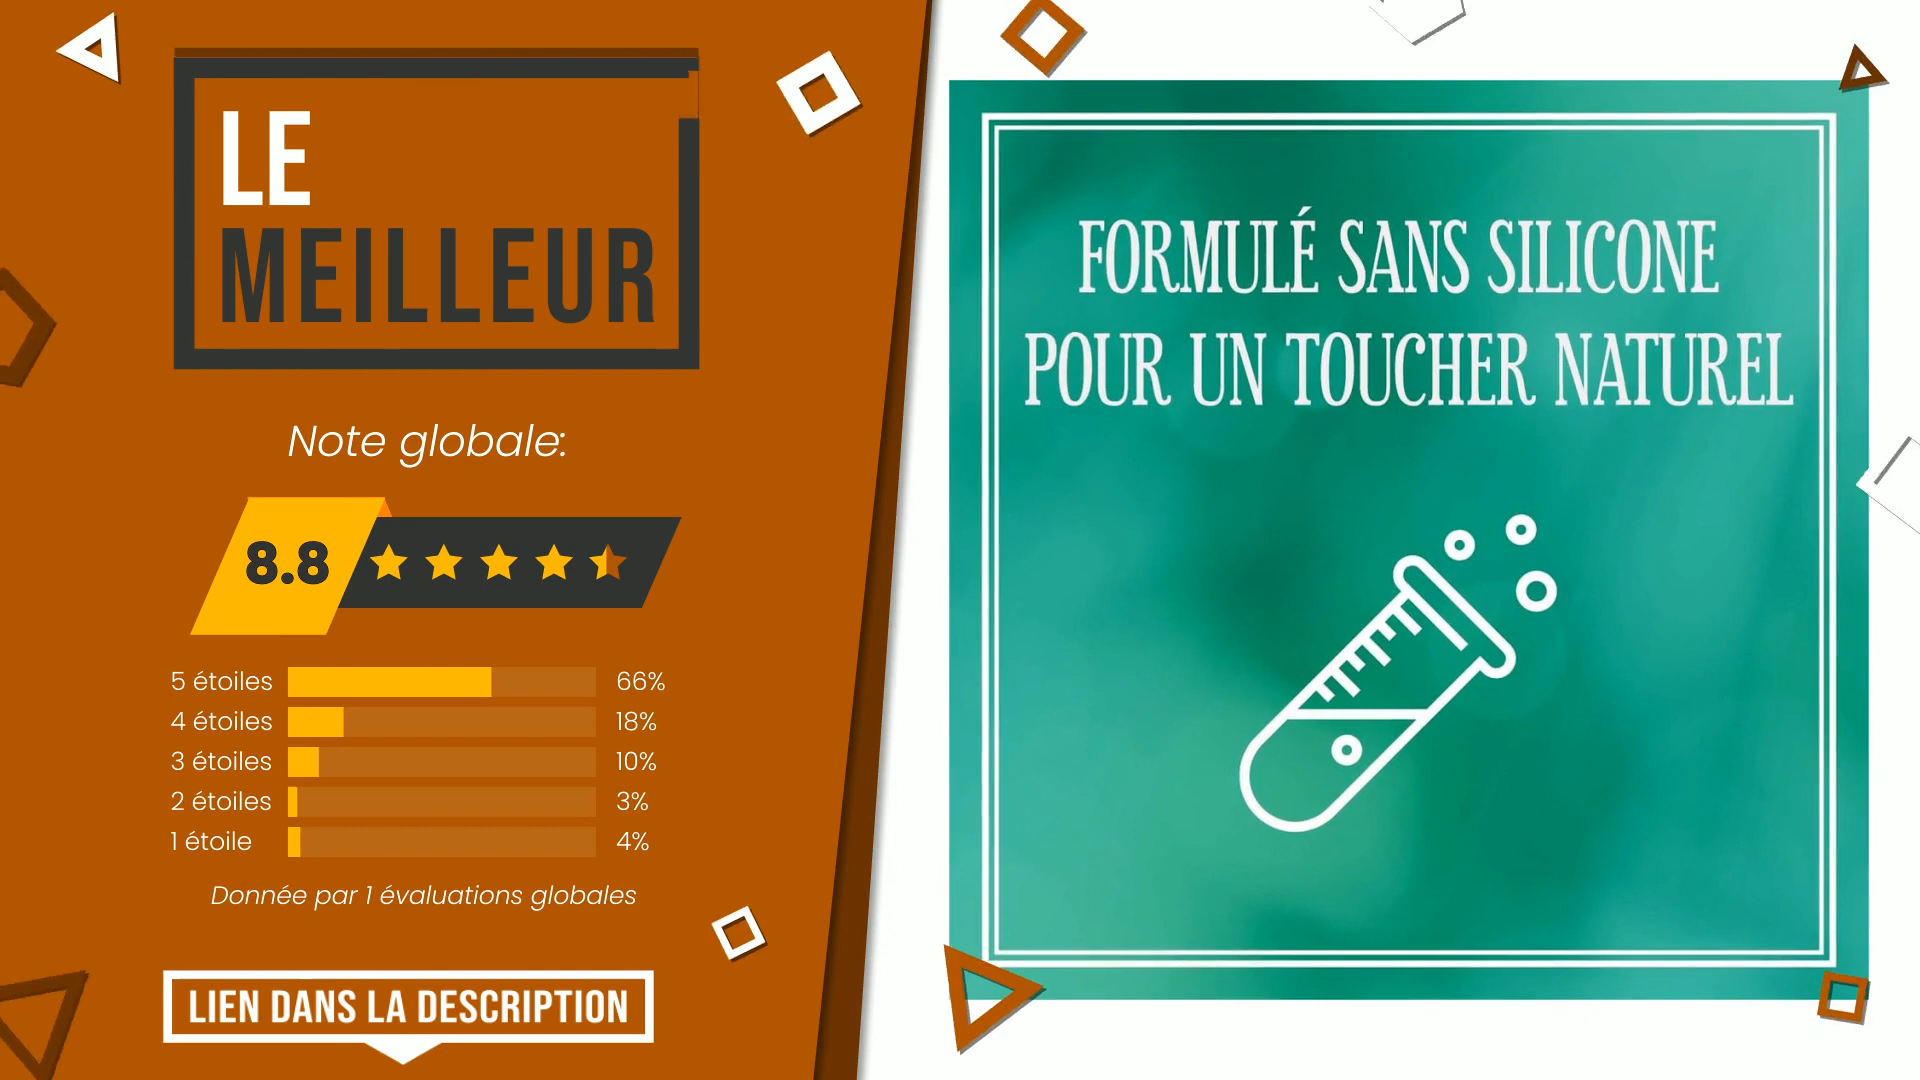 LE
MEILLEUR
Note globale:
8.8
5 étoiles 66%
4 étoiles 18%
3 étoiles 10%
2 étoiles 3%
1 étoile 4%
Donnée par 1 évaluations globales
LIEN DANS LA DESCRIPTION
FORMULÉ SANS SILICONE
POUR UN TOUCHER NATUREL